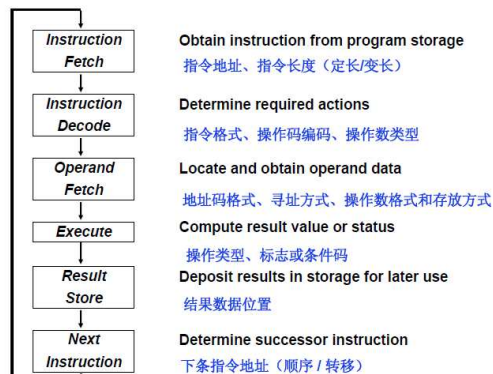 Instruction
Fetch
Obtain instruction from program storage
指令地址、指令长度（定长/变长）
Instruction
Decode
Determine required actions
指令格式、操作码编码、操作数类型
Operand
Fetch
Locate and obtain operand data
地址码格式、寻址方式、操作数格式和存放方式
Execute
Compute result value or status
操作类型、标志或条件码
Result
Store
Deposit results in storage for later use
结果数据位置
Next
Instruction
Determine successor instruction
下条指令地址（顺序 / 转移）